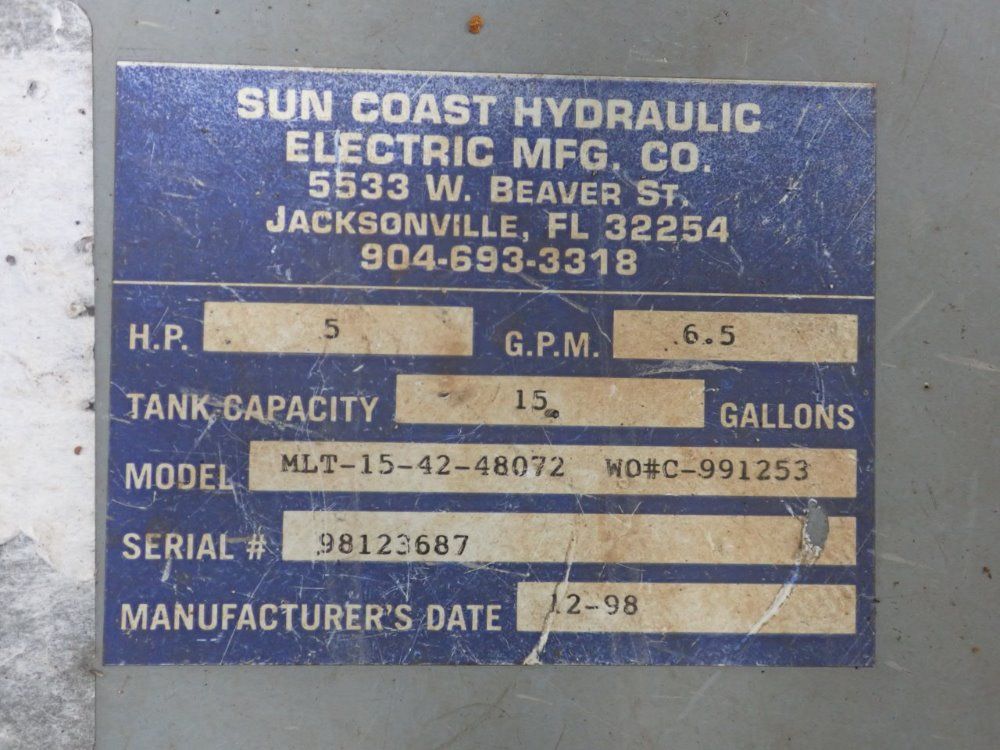 SUN COAST HYDRAULIC
ELECTRIC MFG. CO.
5533 W. BEAVER ST.
JACKSONVILLE, FL 32254
904-693-3318
H.P. 5 G.P.M. 6.5
TANK CAPACITY 15 GALLONS
MODEL MLT-15-42-48072 WO#C-991253
SERIAL # 98123687
MANUFACTURER'S DATE 12-98